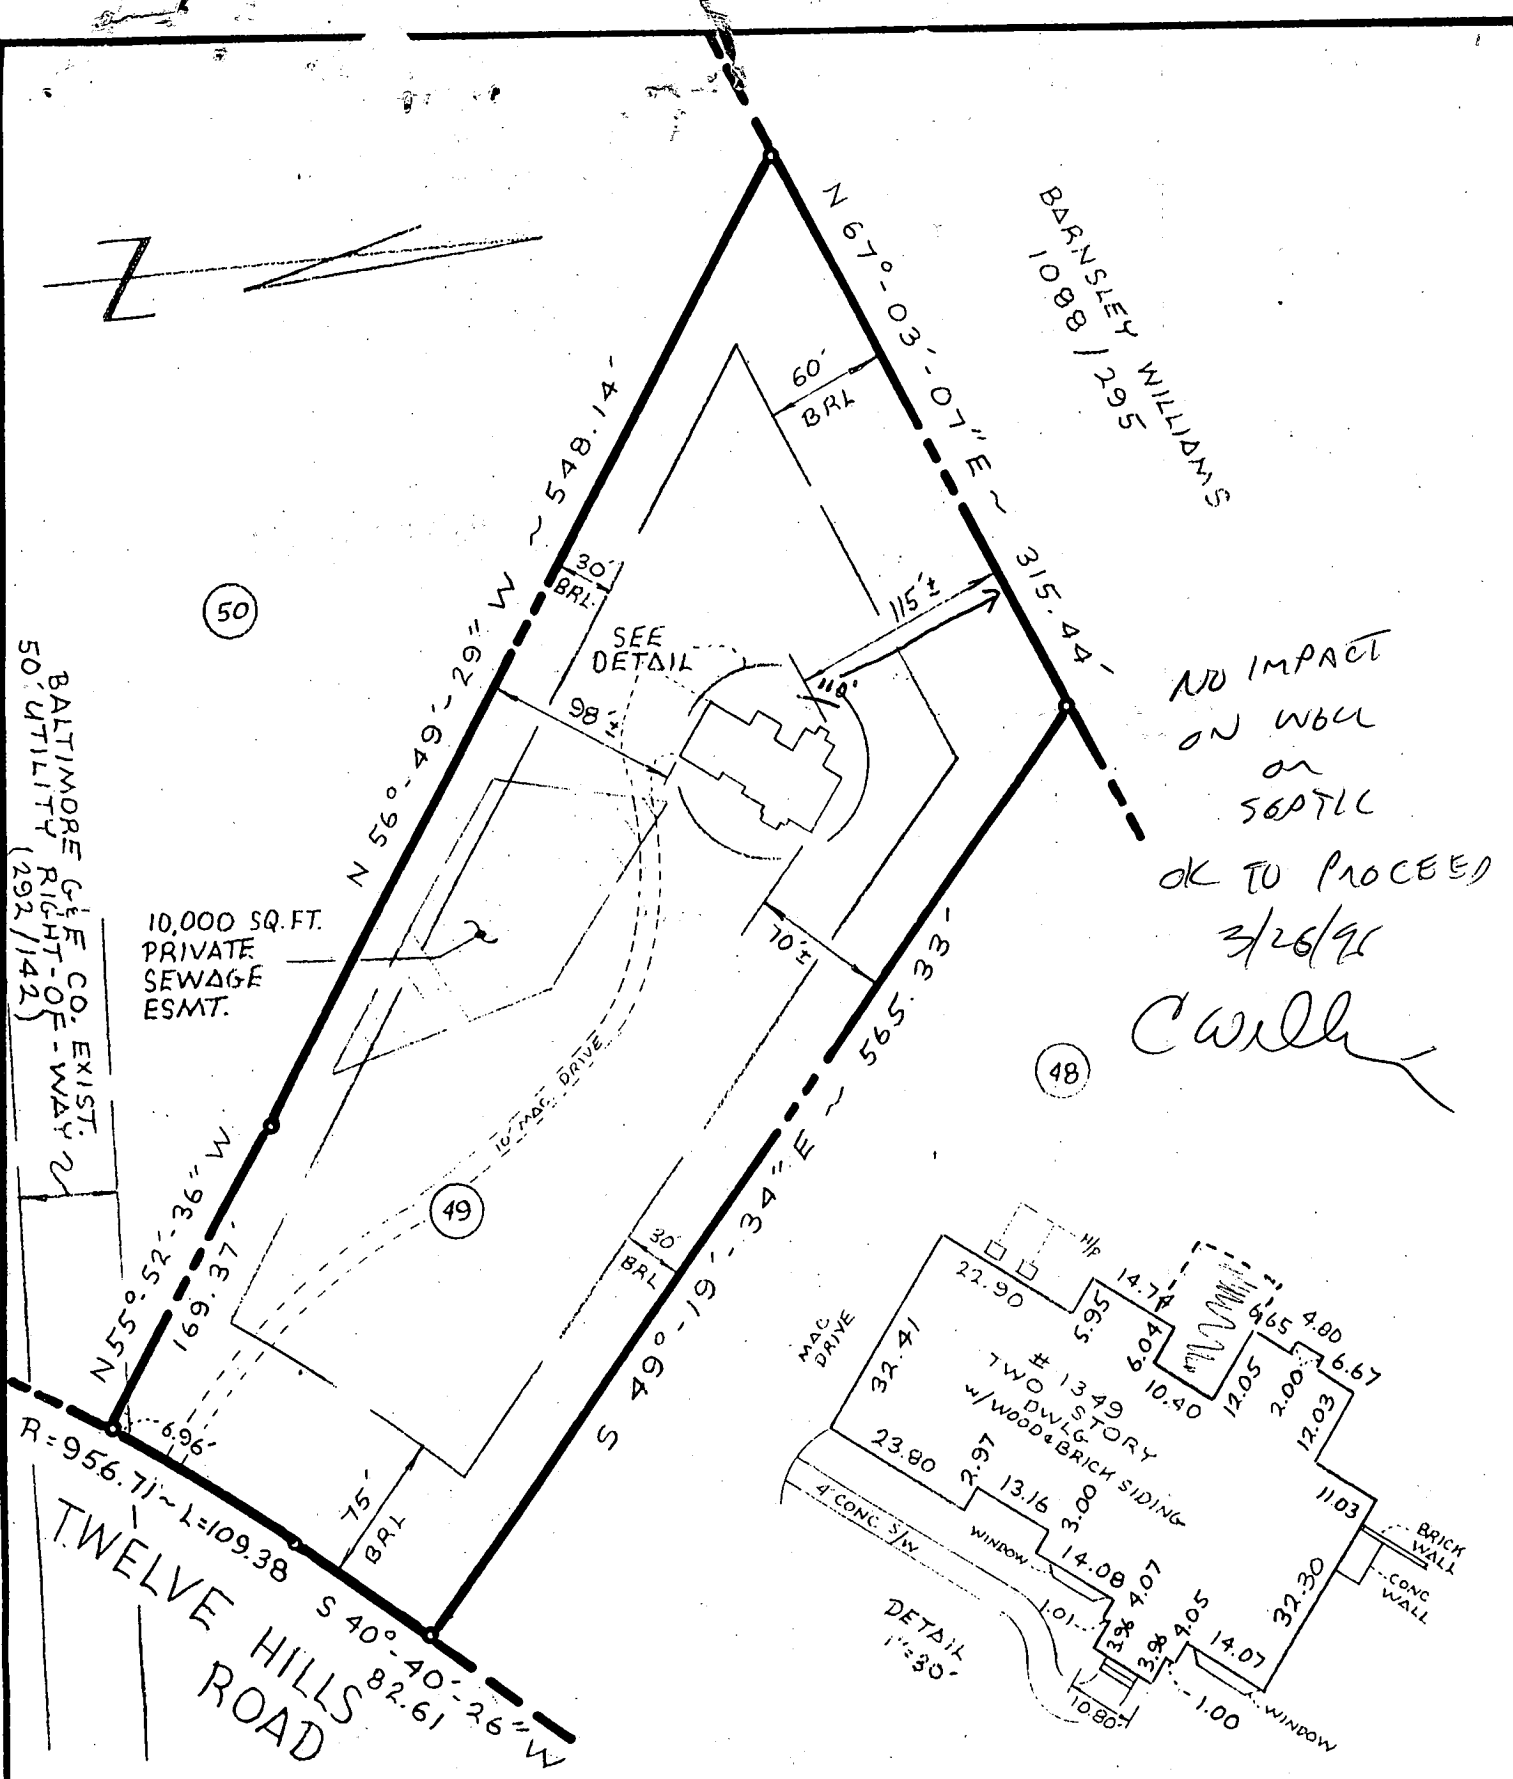 N
N 67°-03'-07" E ~ 315.44'
BARNSLEY WILLIAMS
1088 / 295
N 56°-49'-29" W ~ 548.14'
60'
BRL
30'
BRL
50
SEE
DETAIL
115'±
110'
98'±
NO IMPACT
ON WELL
OR
SEPTIC
OK TO PROCEED
BALTIMORE G&E CO. EXIST.
50' UTILITY RIGHT-OF-WAY
(292/142)
10,000 SQ.FT.
PRIVATE
SEWAGE
ESMT.
70'±
S 49°-19'-34" E ~ 565.33'
10' MAC. DRIVE
48
49
30'
BRL
N 55°-52'-36" W
169.37'
6.96'
R=956.71 ~ L=109.38
75'
BRL
TWELVE HILLS
ROAD
S 40°-40'-26" W
82.61
H/P
22.90
5.95
14.74
6.04
10.40
12.05
6.65
4.80
2.00
6.67
12.03
11.03
MAC
DRIVE
32.41
# 1349
TWO STORY
DWLG
W/WOOD & BRICK SIDING
23.80
2.97
13.16
3.00
WINDOW
14.08
4.07
1.01
3.96
3.96
4.05
14.07
32.30
BRICK
WALL
CONC
WALL
4' CONC S/W
DETAIL
1"=30'
10.80
1.00
WINDOW